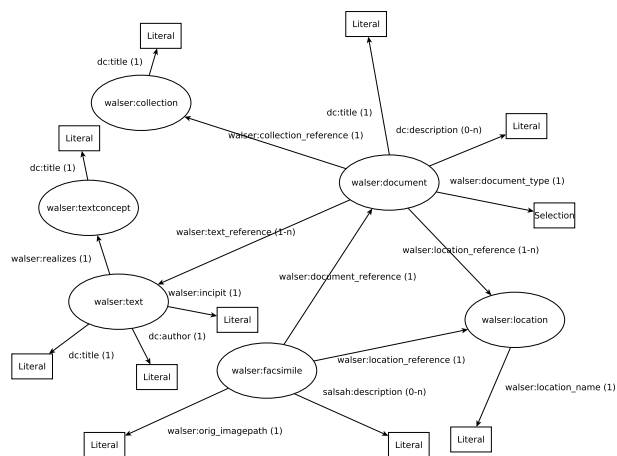 Literal
Literal
dc:title (1)
walser:collection
dc:title (1)
dc:description (0-n)
Literal
walser:collection_reference (1)
Literal
dc:title (1)
walser:document
walser:document_type (1)
walser:textconcept
Selection
walser:text_reference (1-n)
walser:location_reference (1-n)
walser:realizes (1)
walser:document_reference (1)
walser:incipit (1)
walser:text
Literal
walser:location
dc:author (1)
dc:title (1)
walser:location_reference (1)
Literal
walser:facsimile
Literal
salsah:description (0-n)
walser:location_name (1)
walser:orig_imagepath (1)
Literal
Literal
Literal